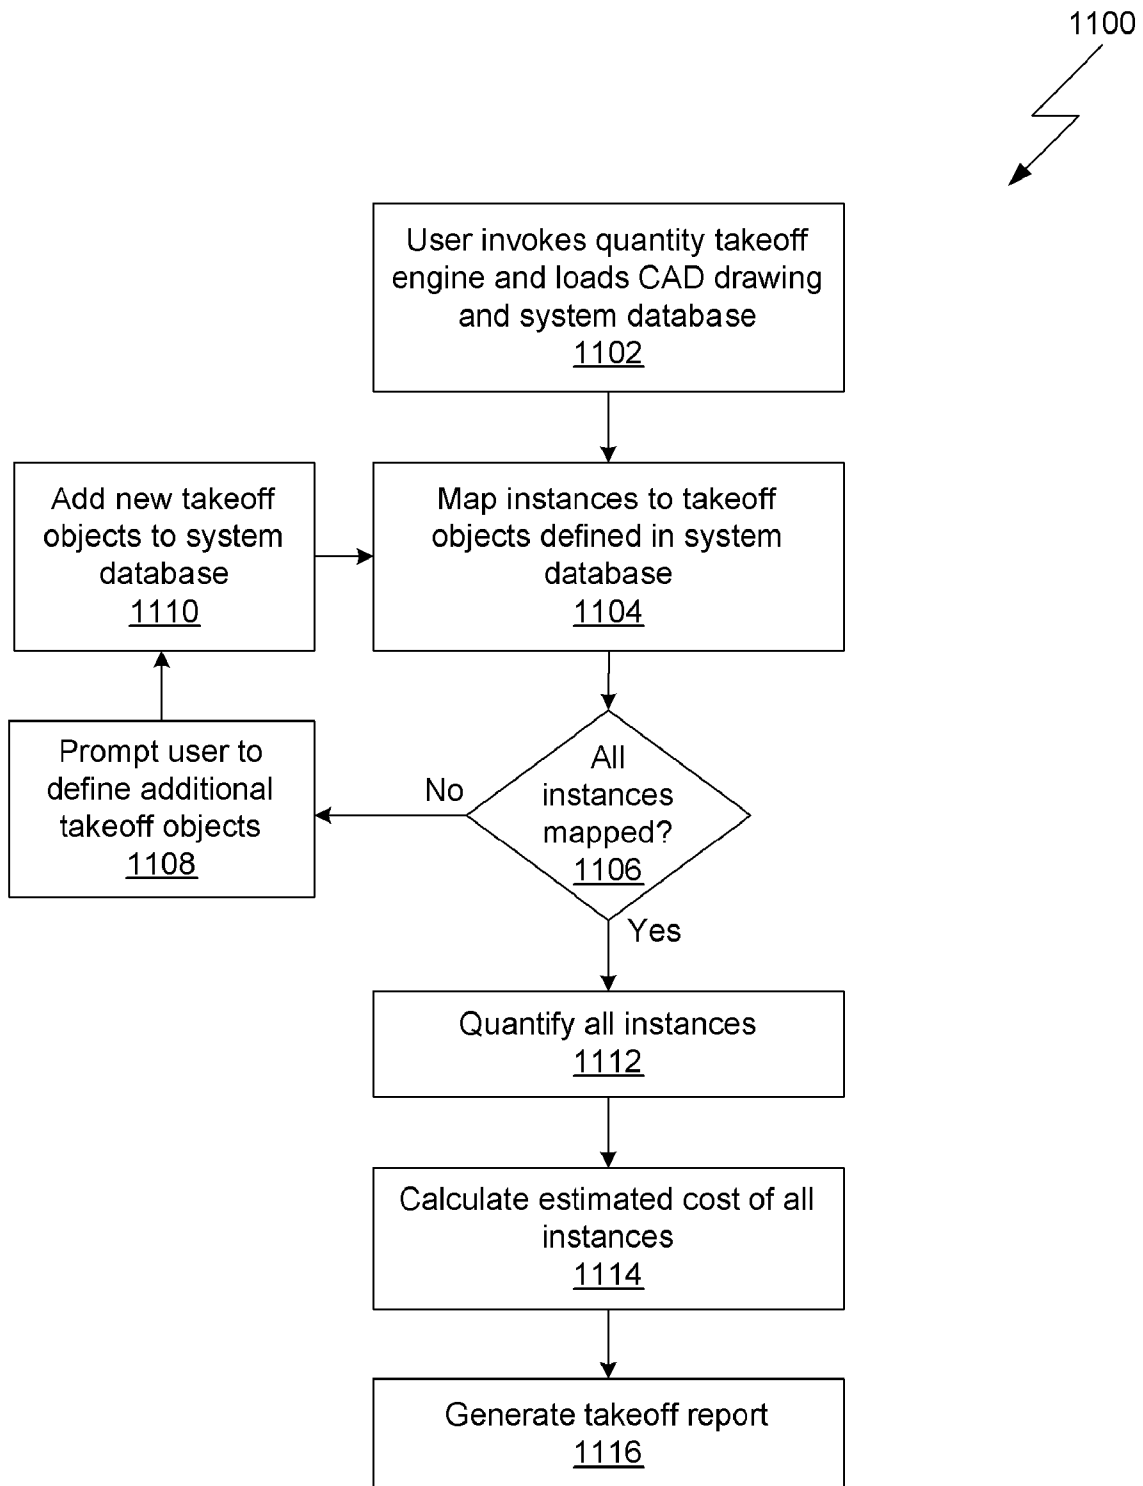 1100
User invokes quantity takeoff
engine and loads CAD drawing
and system database
1102
Add new takeoff
objects to system
database
1110
Map instances to takeoff
objects defined in system
database
1104
Prompt user to
define additional
takeoff objects
1108
No
All
instances
mapped?
1106
Yes
Quantify all instances
1112
Calculate estimated cost of all
instances
1114
Generate takeoff report
1116